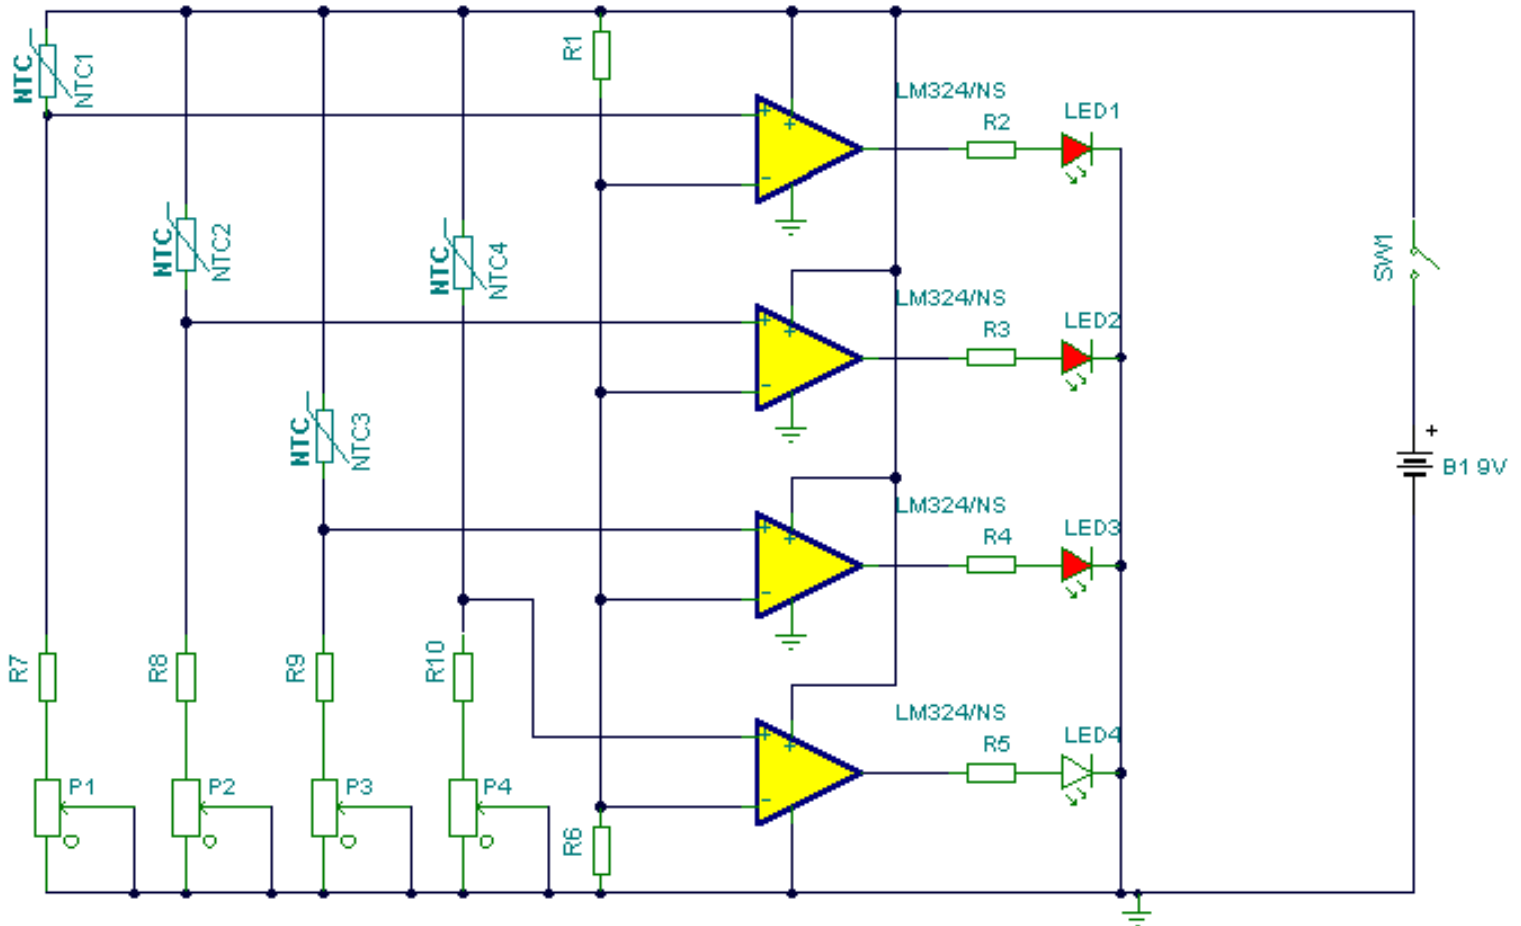 NTC
NTC1
R1
LM324/NS
R2
LED1
+
+
−
NTC
NTC2
NTC
NTC4
SW1
LM324/NS
R3
LED2
+
+
−
NTC
NTC3
+
B1 9V
LM324/NS
R4
LED3
+
+
−
R7
R8
R9
R10
LM324/NS
R5
LED4
+
+
−
P1
P2
P3
P4
R6